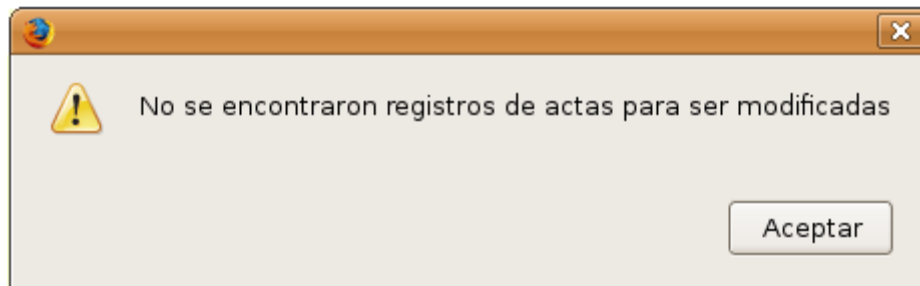 No se encontraron registros de actas para ser modificadas
Aceptar